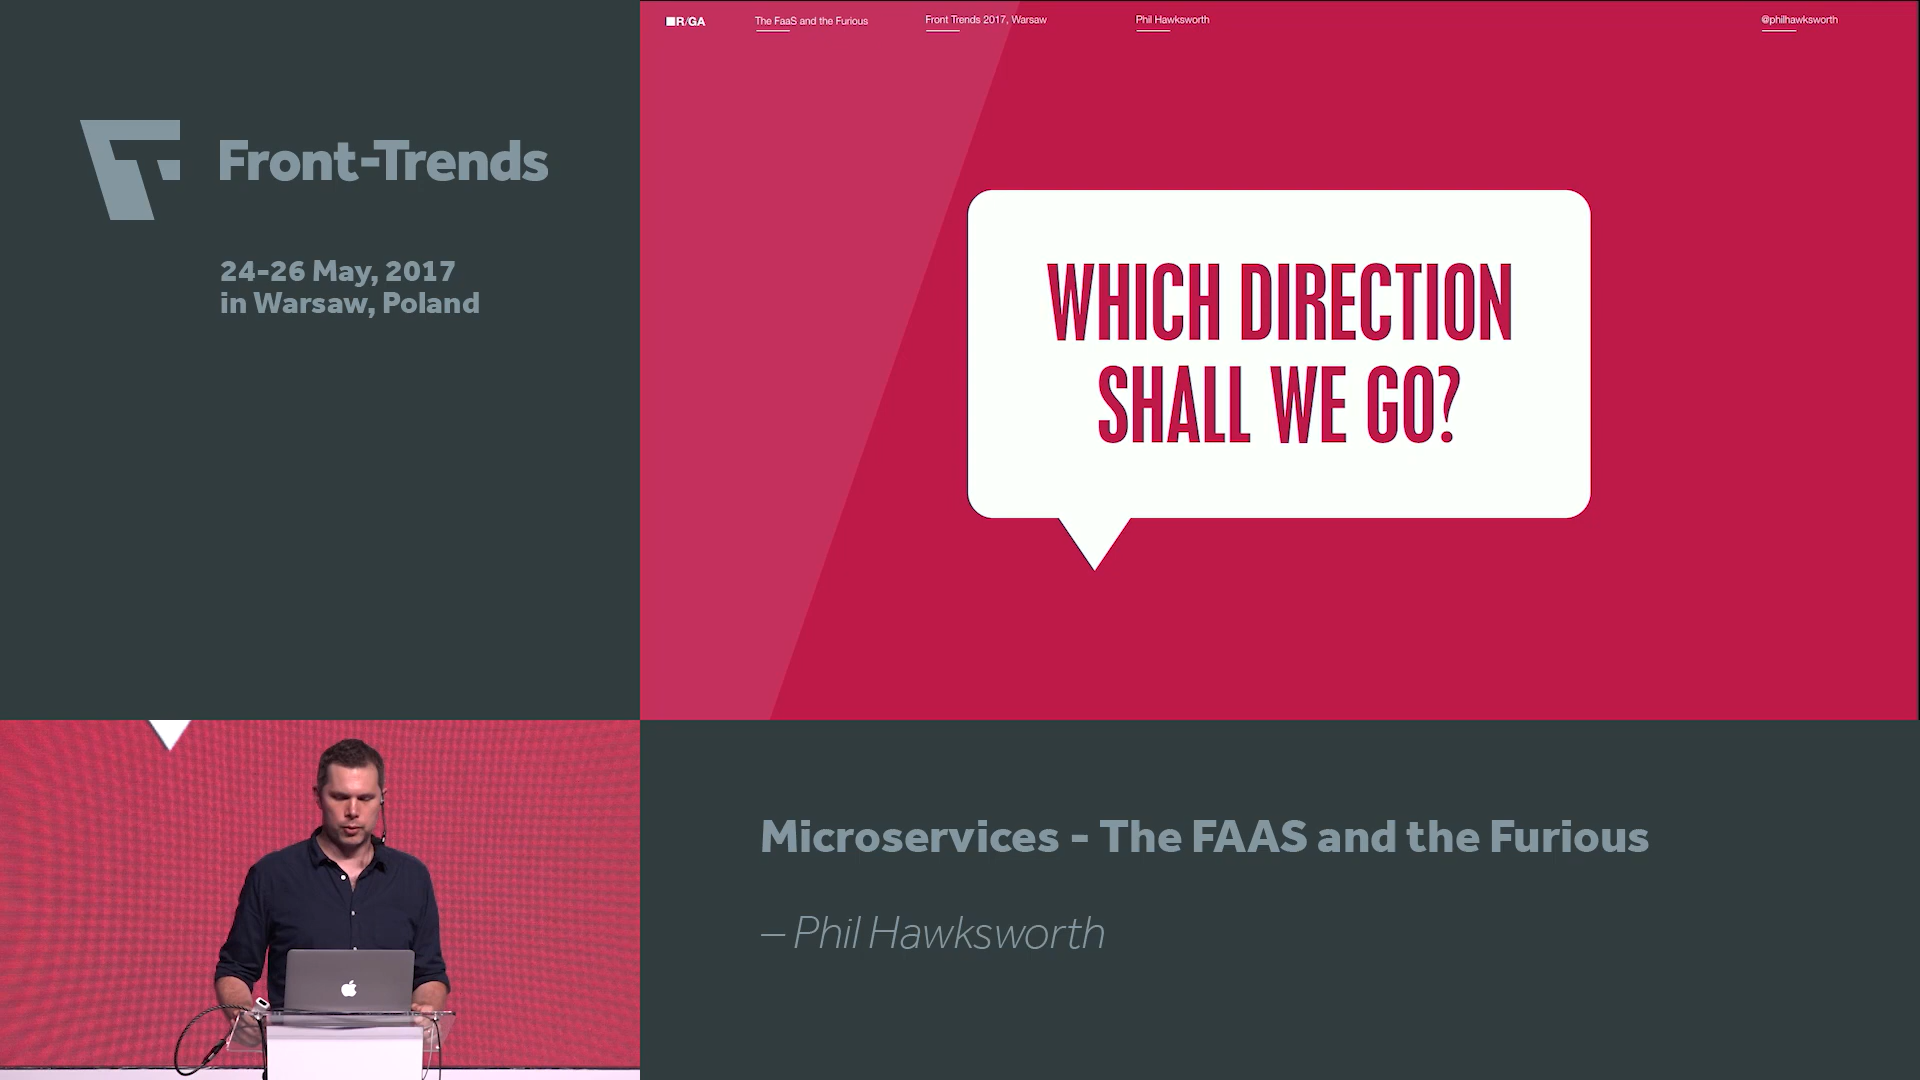 Front-Trends
24-26 May, 2017
in Warsaw, Poland
R/GA
The FaaS and the Furious
Front Trends 2017, Warsaw
Phil Hawksworth
@philhawksworth
WHICH DIRECTION
SHALL WE GO?
Microservices - The FAAS and the Furious
– Phil Hawksworth